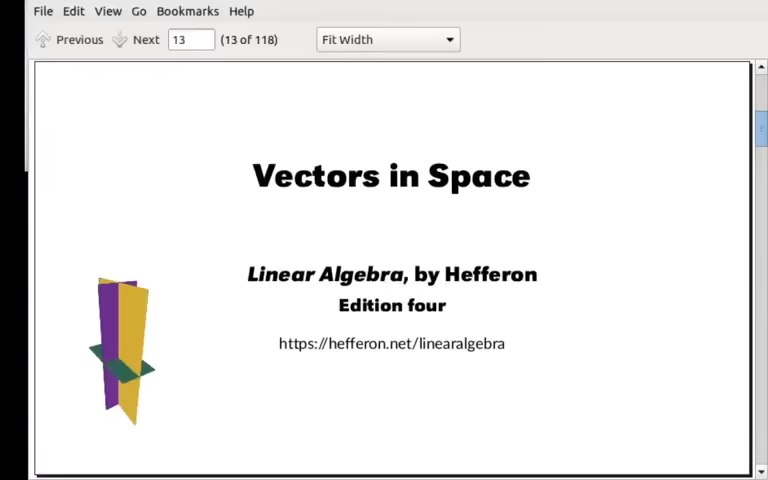 File Edit View Go Bookmarks Help
Previous Next 13 (13 of 118) Fit Width
Vectors in Space
Linear Algebra, by Hefferon
Edition four
https://hefferon.net/linearalgebra